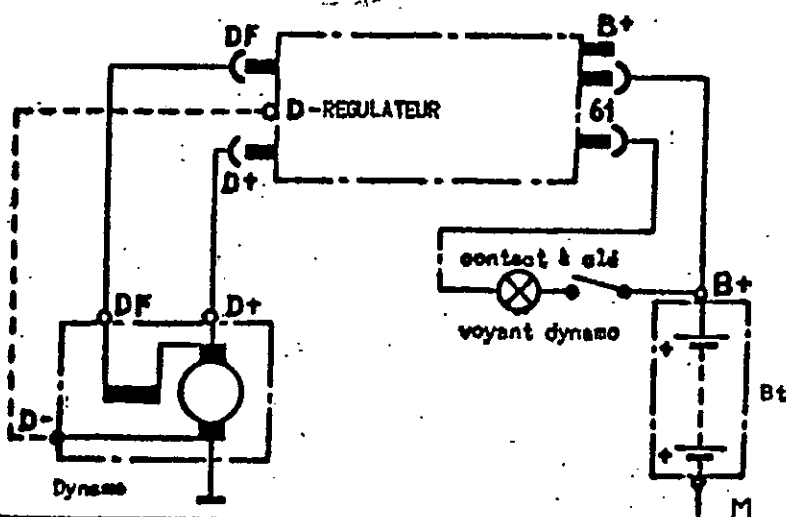 DF
B+
D-REGULATEUR
61
D+
contact à clé
DF
D+
B+
voyant dynamo
+
Bt
D-
+
Dynamo
M